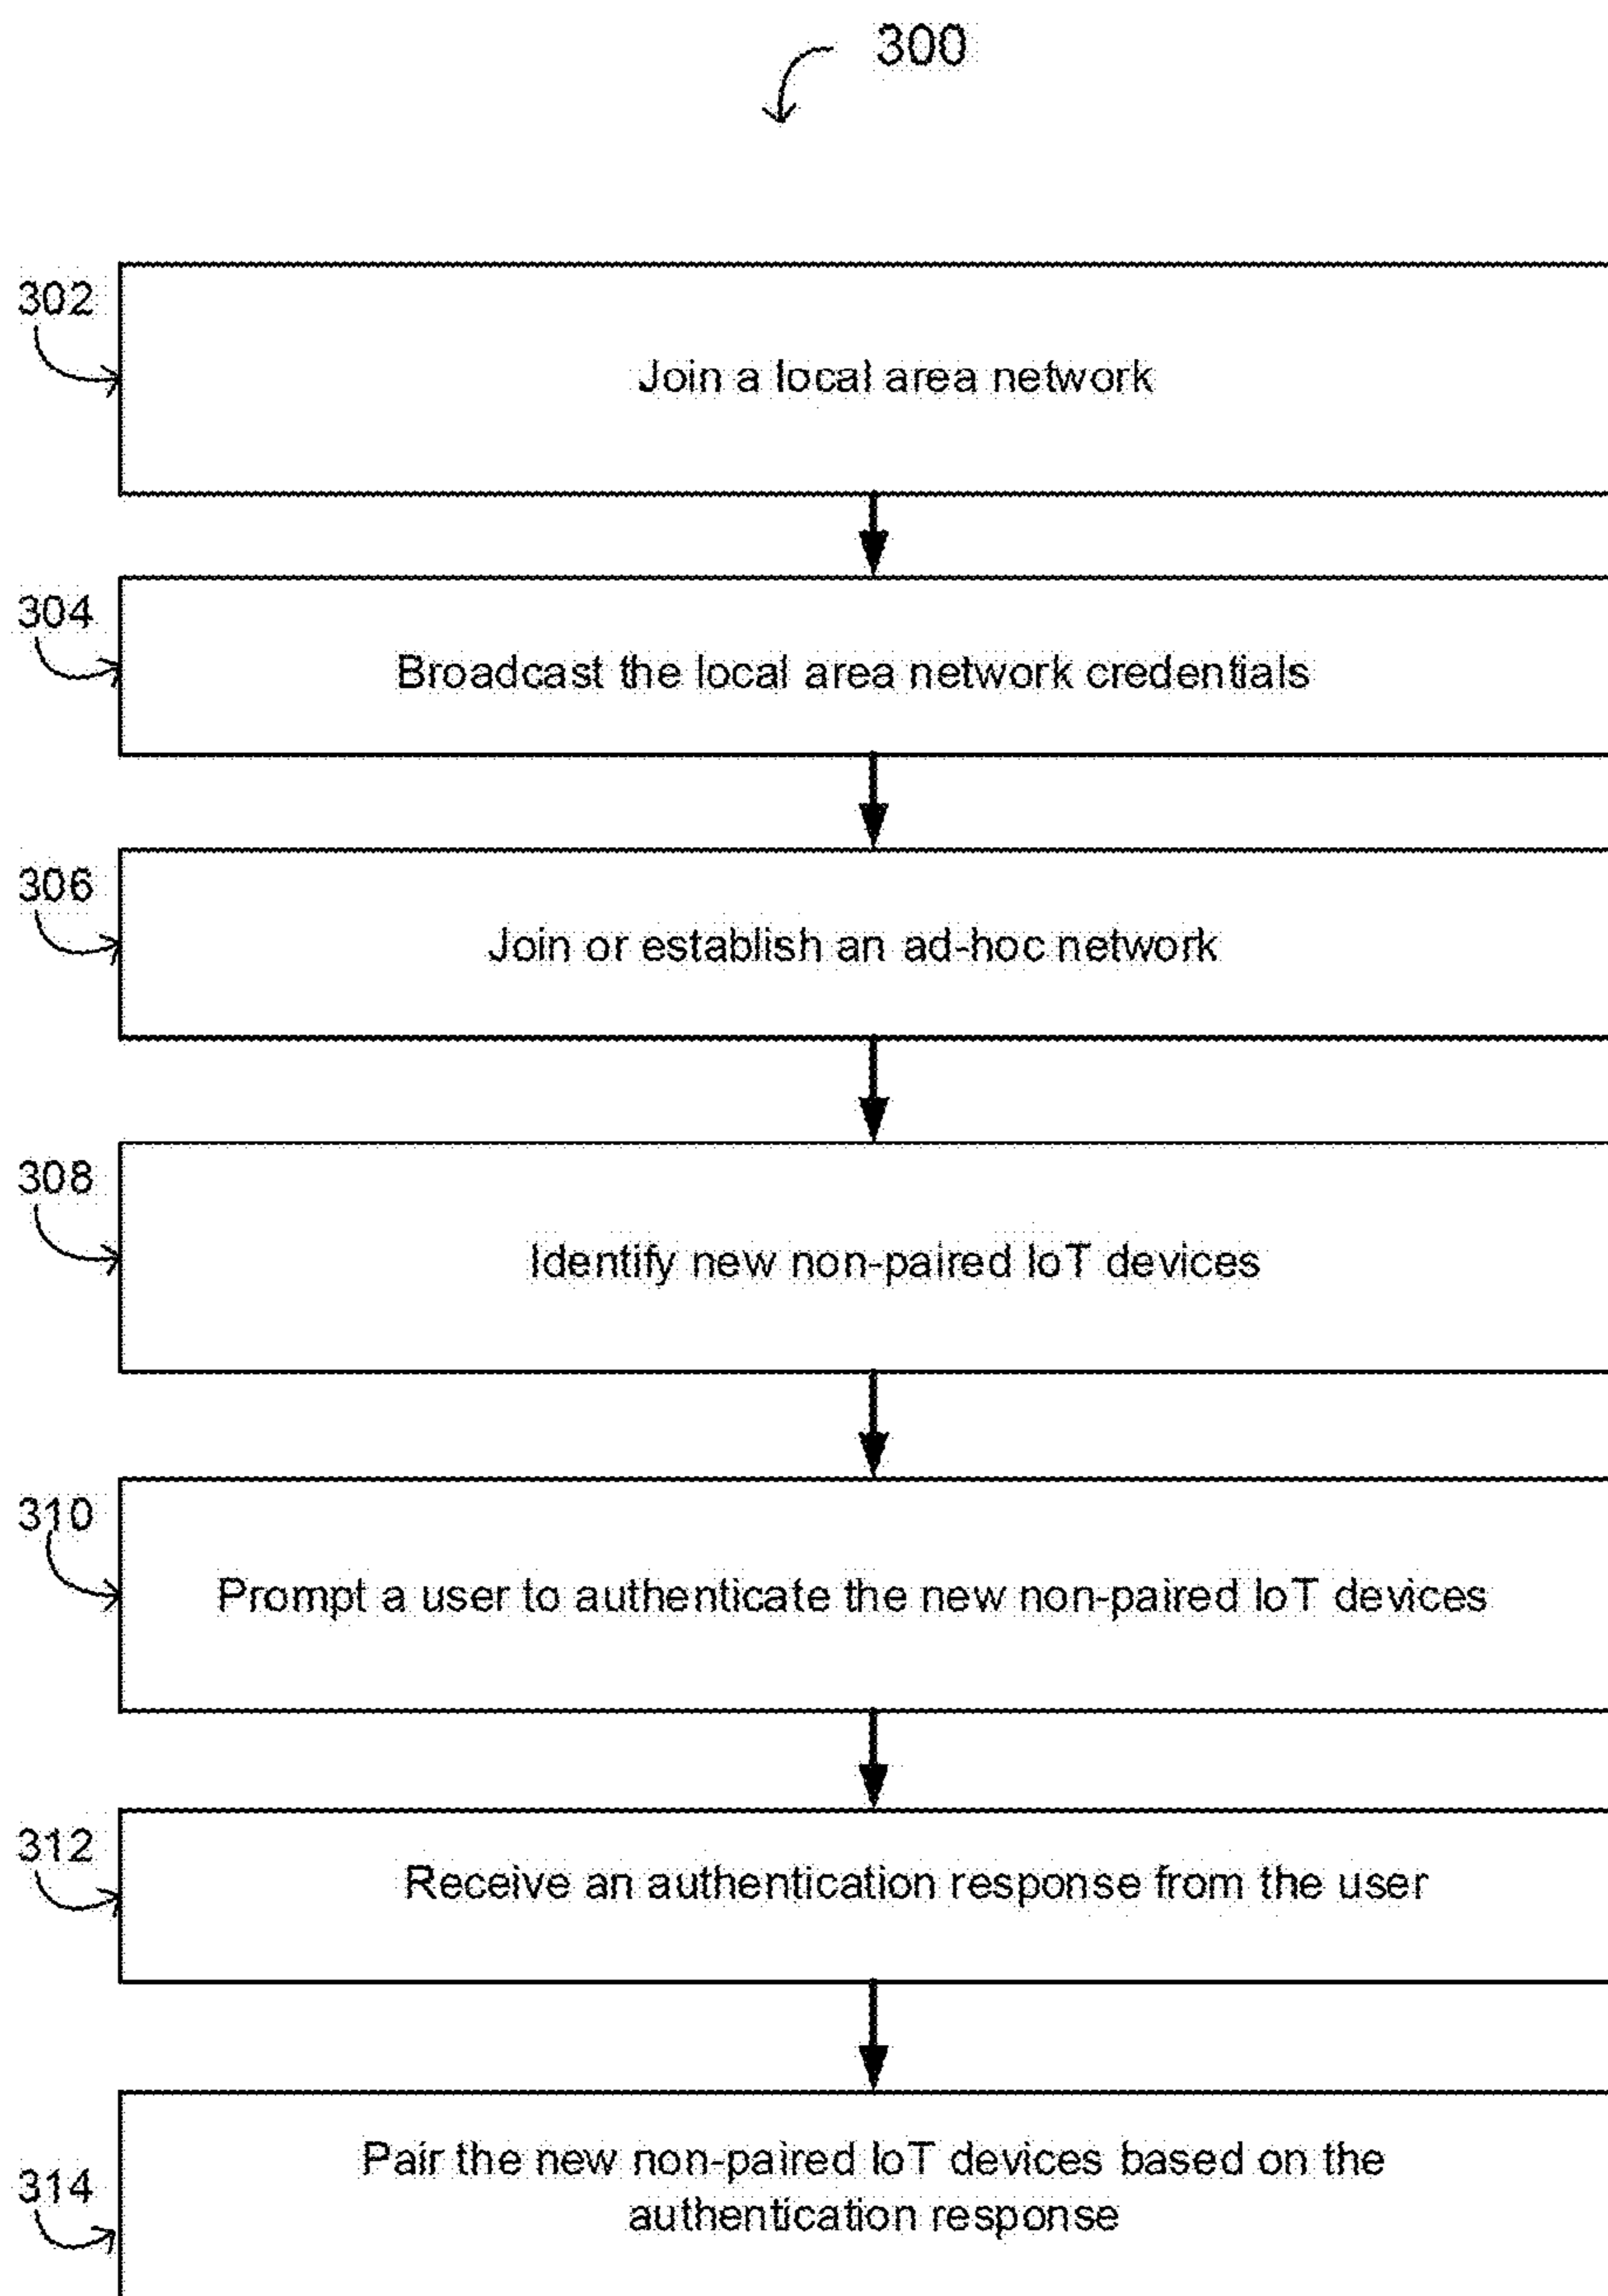 300
302
Join a local area network
304
Broadcast the local area network credentials
306
Join or establish an ad-hoc network
308
Identify new non-paired IoT devices
310
Prompt a user to authenticate the new non-paired IoT devices
312
Receive an authentication response from the user
314
Pair the new non-paired IoT devices based on the
authentication response